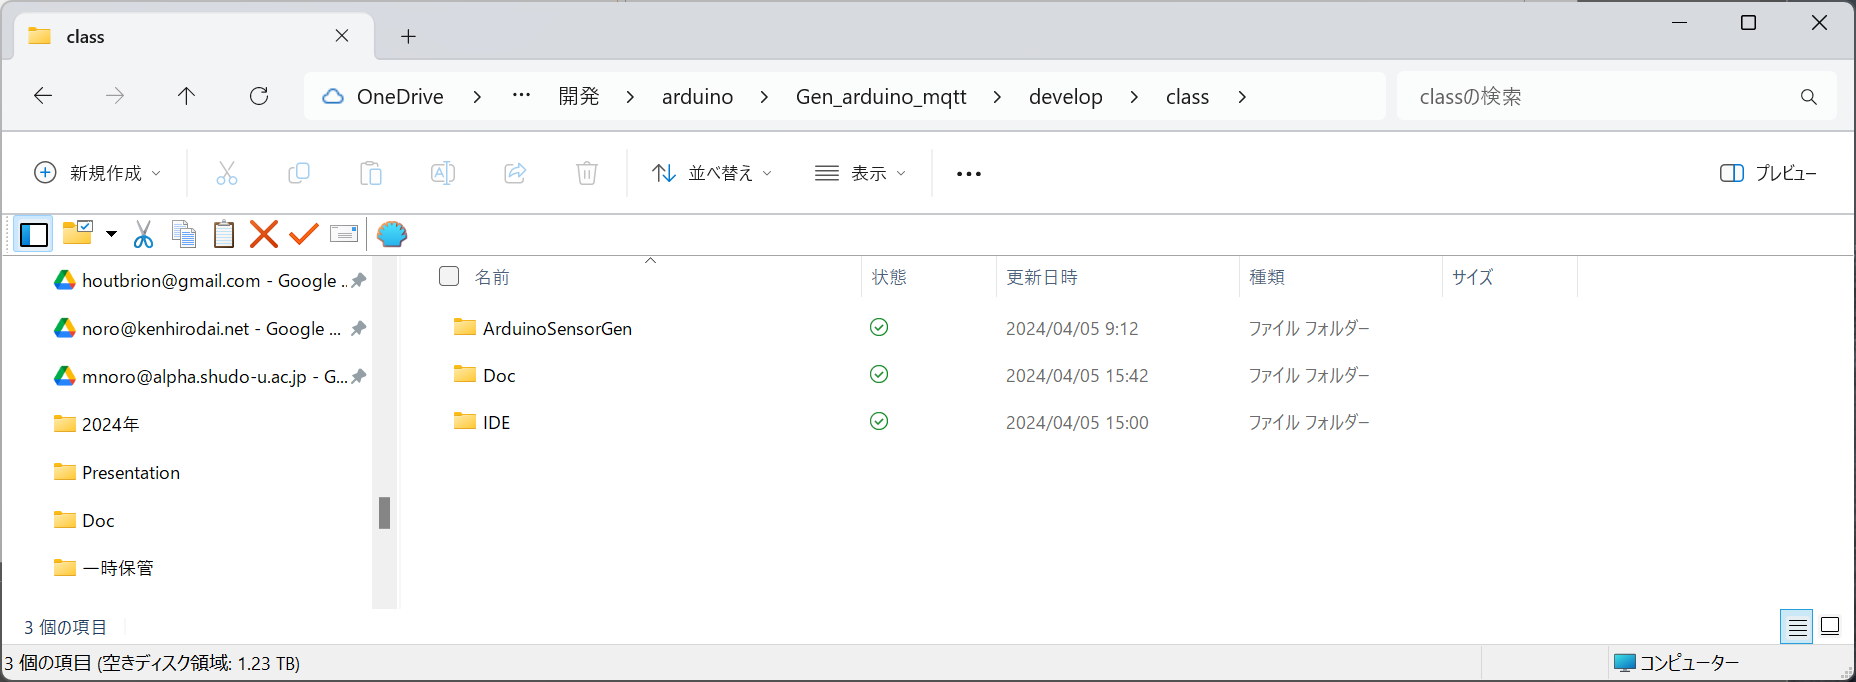 class
OneDrive > ··· 開発 > arduino > Gen_arduino_mqtt > develop > class >
classの検索
新規作成
並べ替え
表示
プレビュー
houtbrion@gmail.com - Google ..
noro@kenhirodai.net - Google ...
mnoro@alpha.shudo-u.ac.jp - G...
2024年
Presentation
Doc
一時保管
名前 状態 更新日時 種類 サイズ
ArduinoSensorGen 2024/04/05 9:12 ファイル フォルダー
Doc 2024/04/05 15:42 ファイル フォルダー
IDE 2024/04/05 15:00 ファイル フォルダー
3 個の項目
3 個の項目 (空きディスク領域: 1.23 TB)
コンピューター